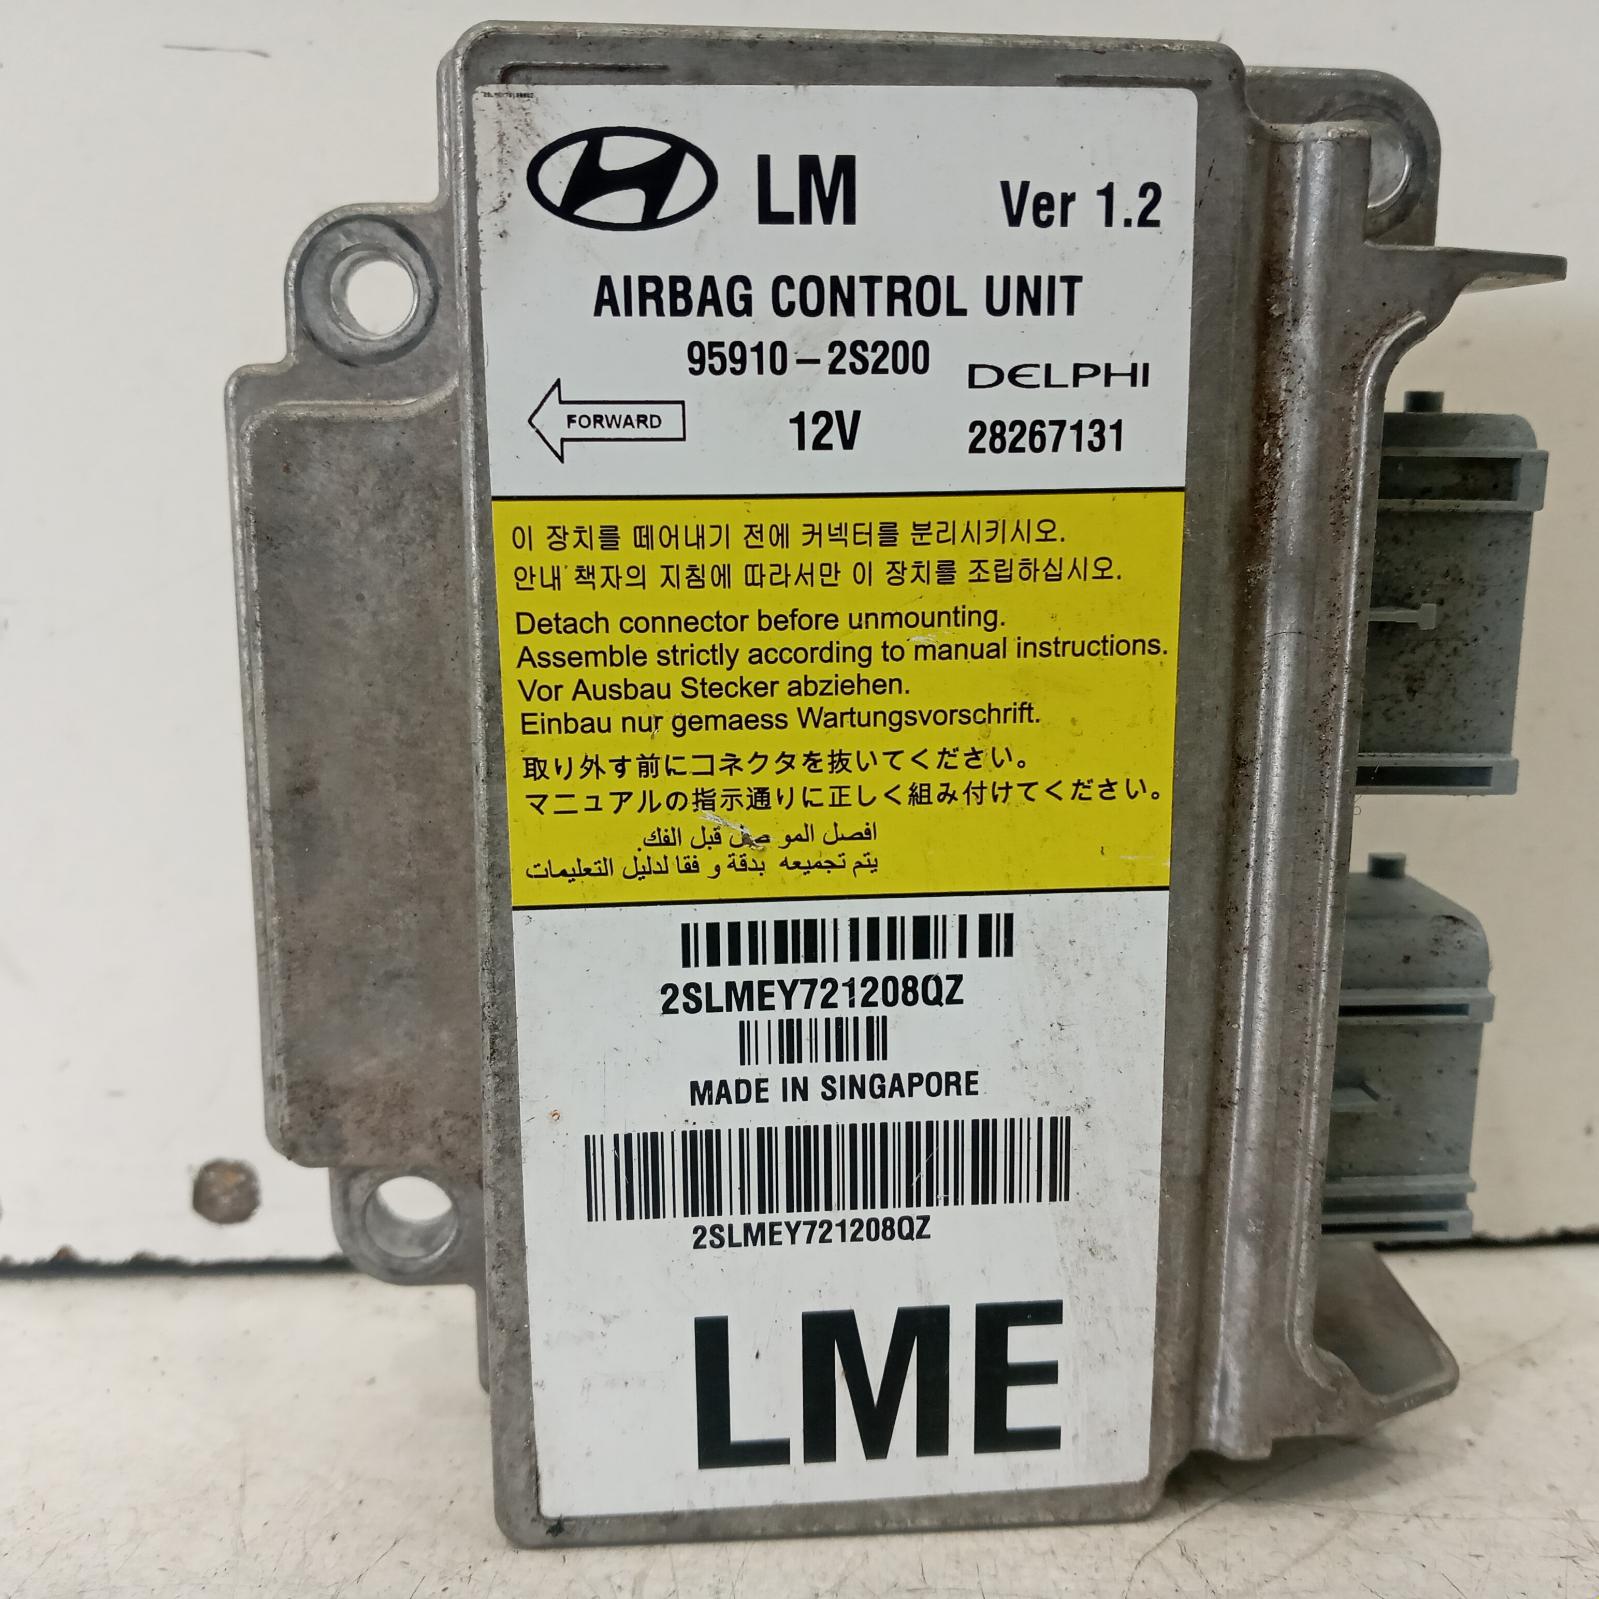 LM
Ver 1.2
AIRBAG CONTROL UNIT
95910-2S200
DELPHI
FORWARD
12V
28267131
이 장치를 떼어내기 전에 커넥터를 분리시키시오.
안내 책자의 지침에 따라서만 이 장치를 조립하십시오.
Detach connector before unmounting.
Assemble strictly according to manual instructions.
Vor Ausbau Stecker abziehen.
Einbau nur gemaess Wartungsvorschrift.
取り外す前にコネクタを抜いてください。
マニュアルの指示通りに正しく組み付けてください。
افصل المو صل قبل الفك.
يتم تجميعه بدقة و فقا لدليل التعليمات
2SLMEY721208QZ
MADE IN SINGAPORE
2SLMEY721208QZ
LME